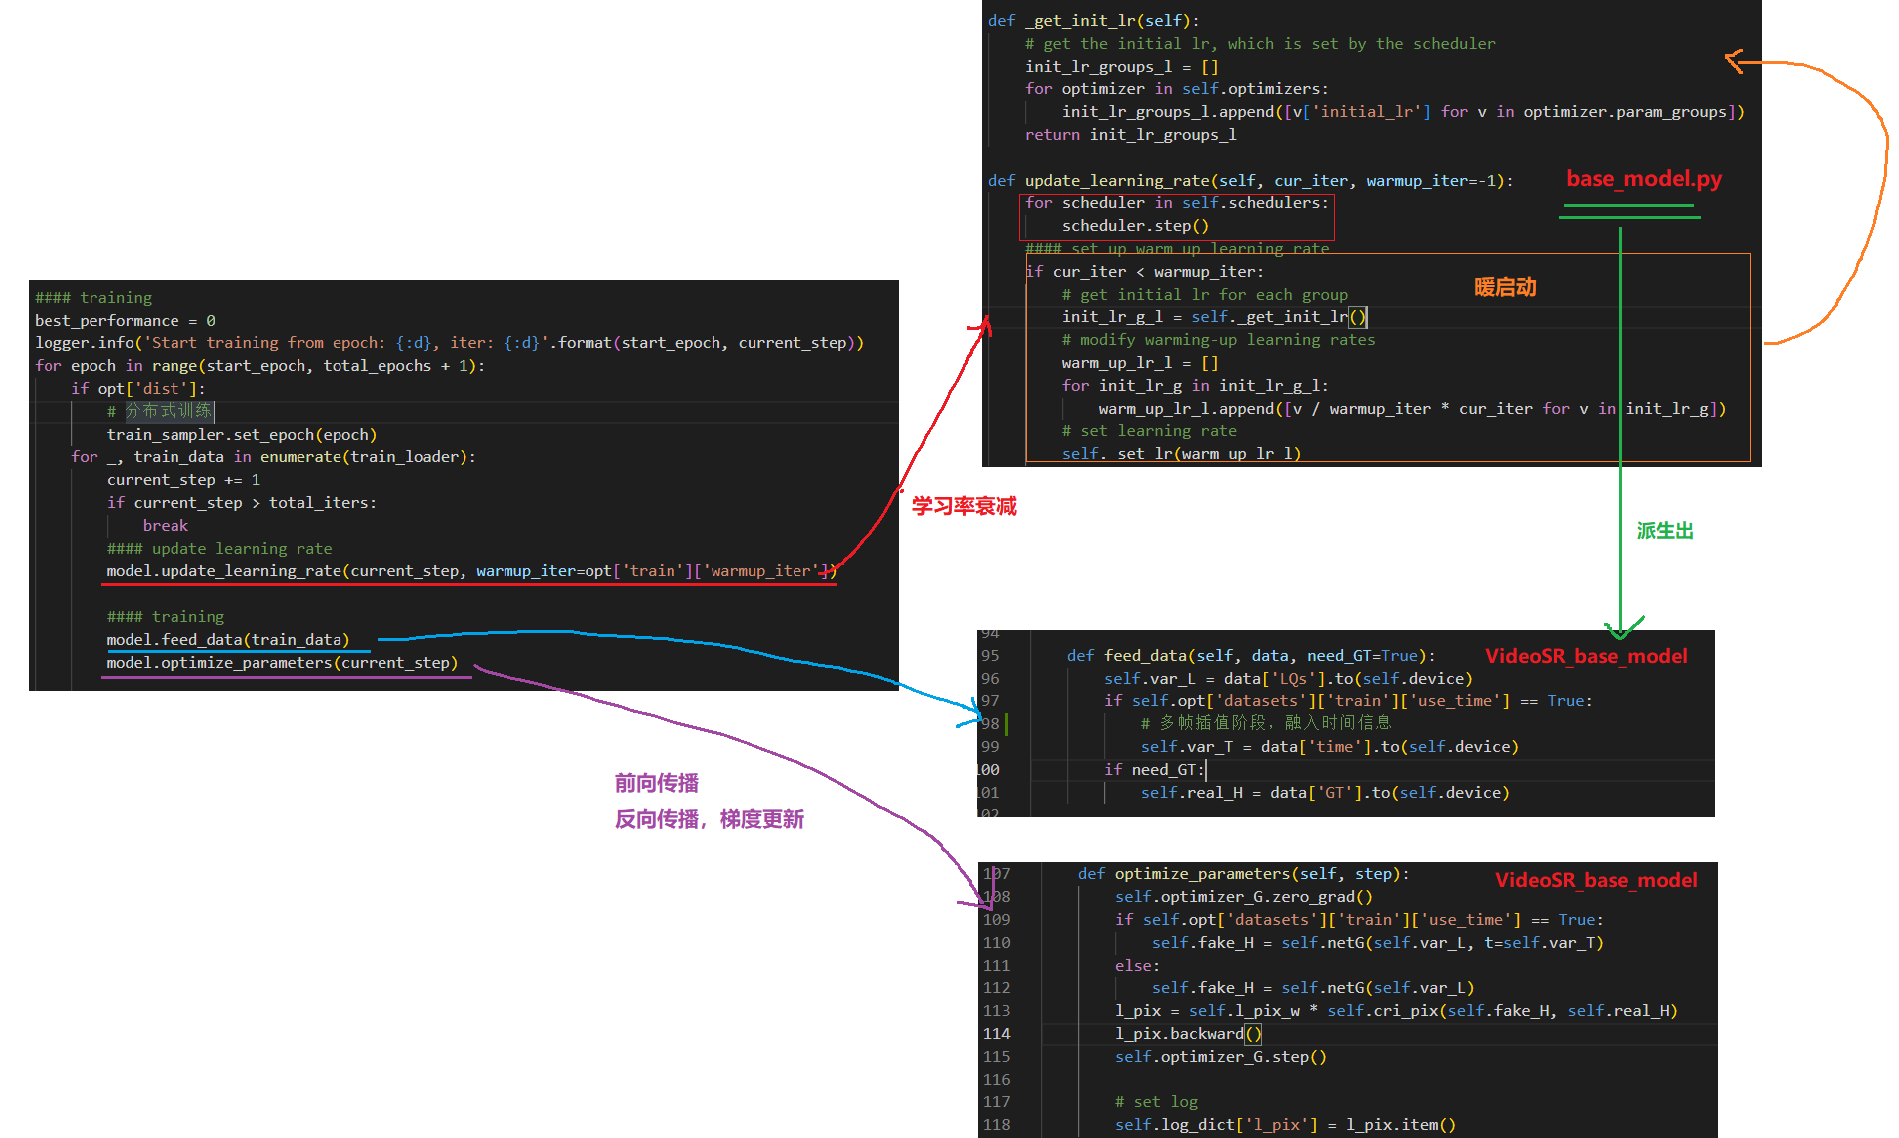 #### training
best_performance = 0
logger.info('Start training from epoch: {:d}, iter: {:d}'.format(start_epoch, current_step))
for epoch in range(start_epoch, total_epochs + 1):
if opt['dist']:
# 分布式训练
train_sampler.set_epoch(epoch)
for _, train_data in enumerate(train_loader):
current_step += 1
if current_step > total_iters:
break
#### update learning rate
model.update_learning_rate(current_step, warmup_iter=opt['train']['warmup_iter'])
#### training
model.feed_data(train_data)
model.optimize_parameters(current_step)
学习率衰减
前向传播
反向传播，梯度更新
def _get_init_lr(self):
# get the initial lr, which is set by the scheduler
init_lr_groups_l = []
for optimizer in self.optimizers:
init_lr_groups_l.append([v['initial_lr'] for v in optimizer.param_groups])
return init_lr_groups_l
def update_learning_rate(self, cur_iter, warmup_iter=-1):
base_model.py
for scheduler in self.schedulers:
scheduler.step()
#### set up warm up learning rate
if cur_iter < warmup_iter:
暖启动
# get initial lr for each group
init_lr_g_l = self._get_init_lr()
# modify warming-up learning rates
warm_up_lr_l = []
for init_lr_g in init_lr_g_l:
warm_up_lr_l.append([v / warmup_iter * cur_iter for v in init_lr_g])
# set learning rate
self._set_lr(warm_up_lr_l)
派生出
94
95 def feed_data(self, data, need_GT=True):
VideoSR_base_model
96 self.var_L = data['LQs'].to(self.device)
97 if self.opt['datasets']['train']['use_time'] == True:
98 # 多帧插值阶段，融入时间信息
99 self.var_T = data['time'].to(self.device)
100 if need_GT:
101 self.real_H = data['GT'].to(self.device)
102
107 def optimize_parameters(self, step):
VideoSR_base_model
108 self.optimizer_G.zero_grad()
109 if self.opt['datasets']['train']['use_time'] == True:
110 self.fake_H = self.netG(self.var_L, t=self.var_T)
111 else:
112 self.fake_H = self.netG(self.var_L)
113 l_pix = self.l_pix_w * self.cri_pix(self.fake_H, self.real_H)
114 l_pix.backward()
115 self.optimizer_G.step()
116
117 # set log
118 self.log_dict['l_pix'] = l_pix.item()